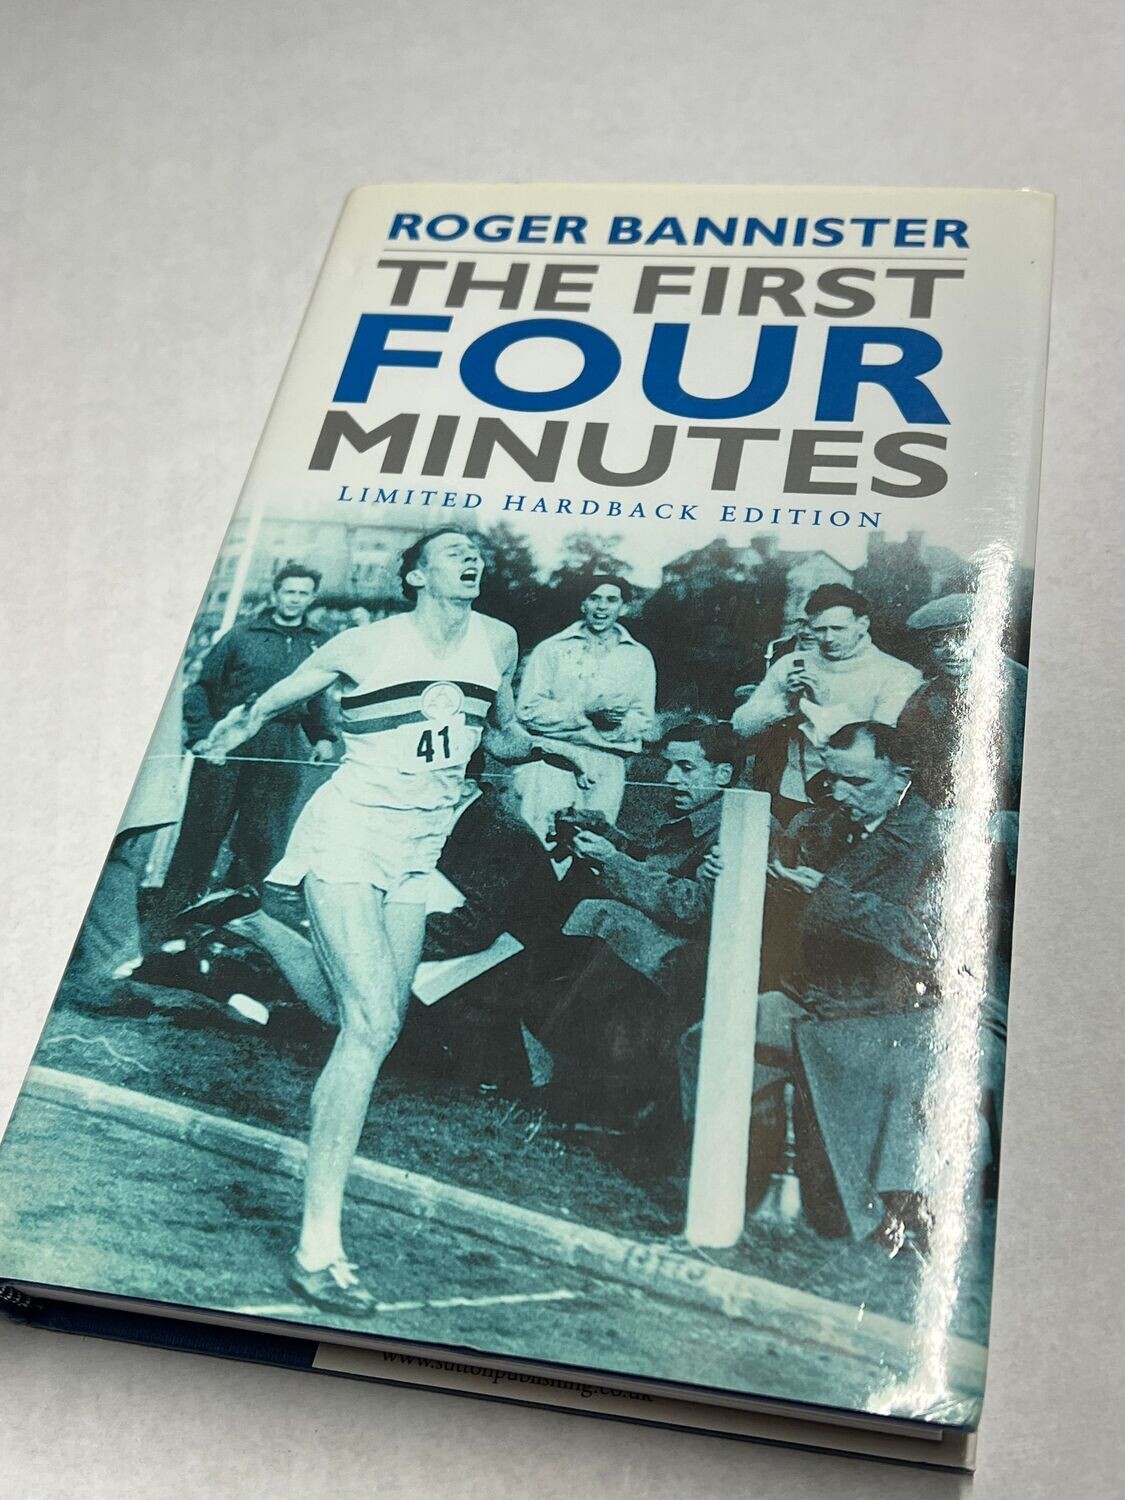 ROGER BANNISTER
THE FIRST
FOUR
MINUTES
LIMITED HARDBACK EDITION
41
www.suttonpublishing.co.uk